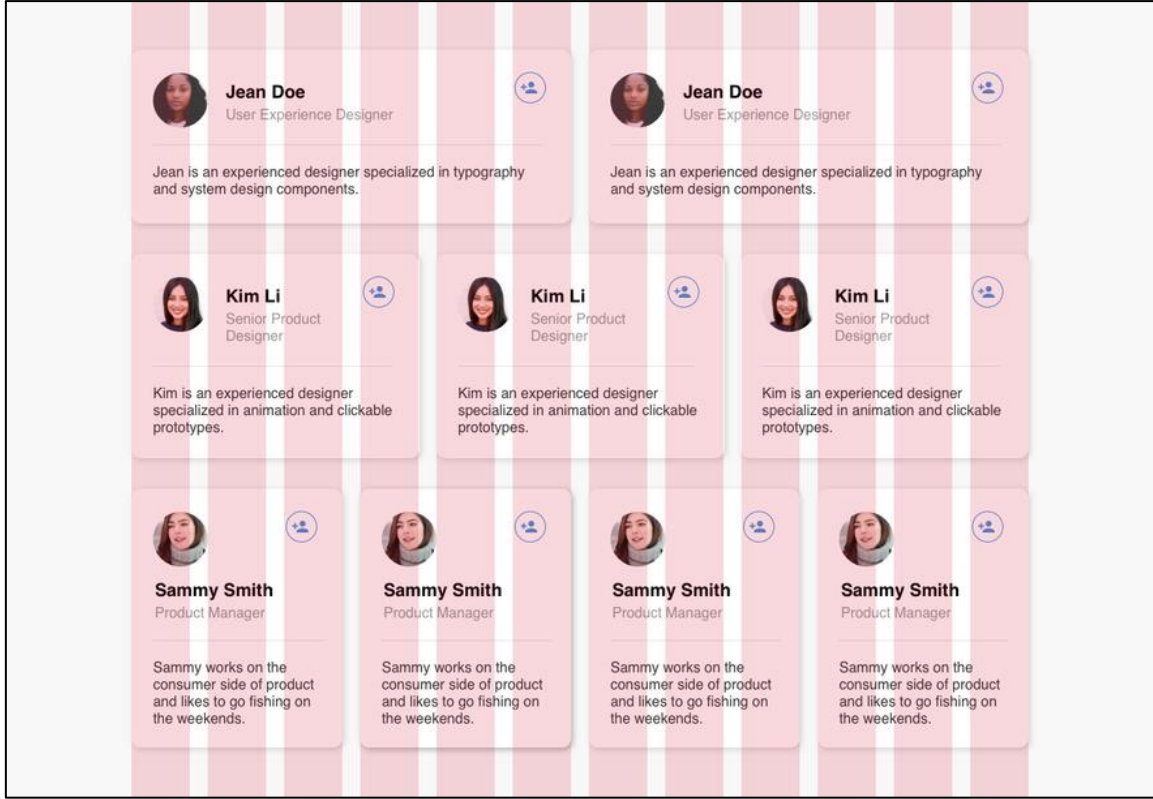 Jean Doe
User Experience Designer
Jean is an experienced designer specialized in typography
and system design components.
Jean Doe
User Experience Designer
Jean is an experienced designer specialized in typography
and system design components.
Kim Li
Senior Product
Designer
Kim is an experienced designer
specialized in animation and clickable
prototypes.
Kim Li
Senior Product
Designer
Kim is an experienced designer
specialized in animation and clickable
prototypes.
Kim Li
Senior Product
Designer
Kim is an experienced designer
specialized in animation and clickable
prototypes.
Sammy Smith
Product Manager
Sammy works on the
consumer side of product
and likes to go fishing on
the weekends.
Sammy Smith
Product Manager
Sammy works on the
consumer side of product
and likes to go fishing on
the weekends.
Sammy Smith
Product Manager
Sammy works on the
consumer side of product
and likes to go fishing on
the weekends.
Sammy Smith
Product Manager
Sammy works on the
consumer side of product
and likes to go fishing on
the weekends.